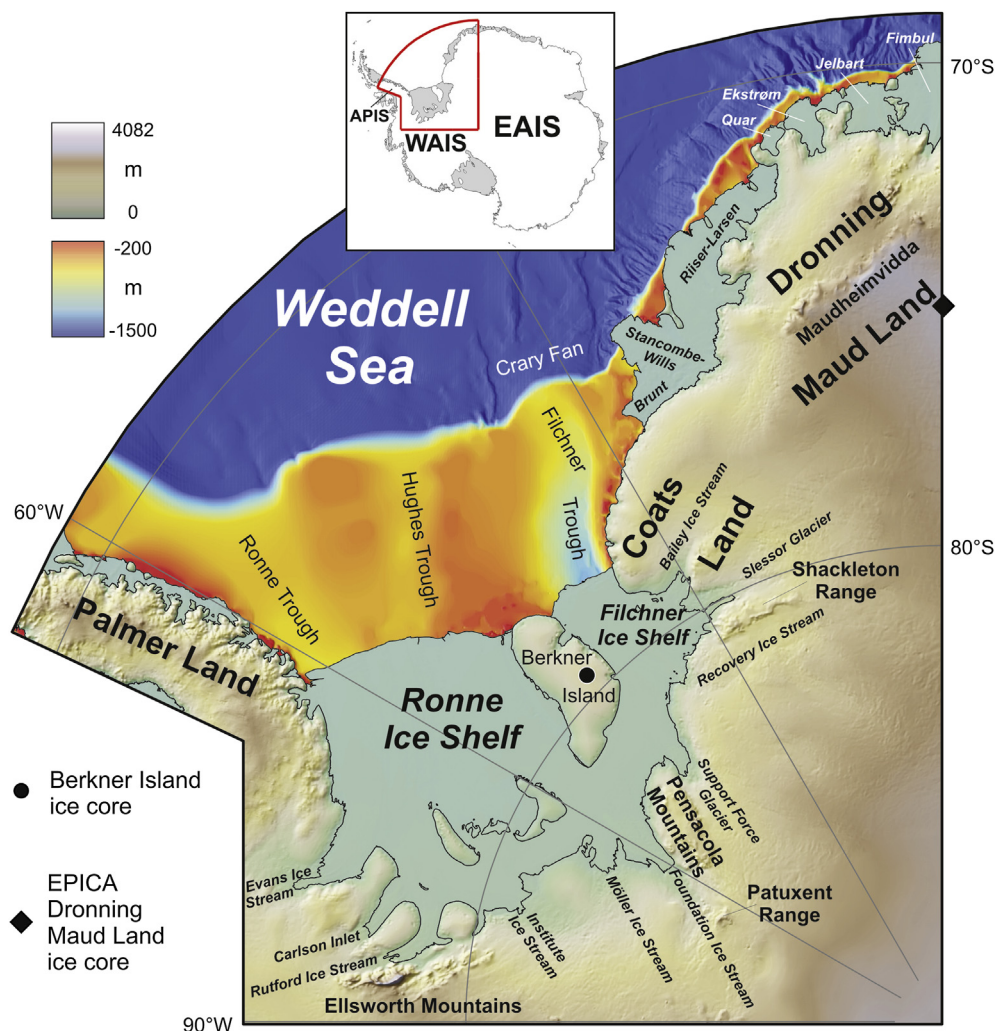 Fimbul
Jelbart
Ekstrøm
Quar
70°S
APIS
WAIS
EAIS
4082
m
0
-200
m
-1500
Riiser-Larsen
Dronning
Maud Land
Maudheimvidda
Weddell
Sea
Crary Fan
Stancombe-
Wills
Brunt
Filchner
Trough
Hughes Trough
Ronne Trough
60°W
Coats
Land
Bailey Ice Stream
Slessor Glacier
80°S
Shackleton
Range
Recovery Ice Stream
Filchner
Ice Shelf
Palmer Land
Berkner
Island
Ronne
Ice Shelf
Berkner Island
ice core
Support Force
Glacier
Pensacola
Mountains
EPICA
Dronning
Maud Land
ice core
Evans Ice
Stream
Carlson Inlet
Rutford Ice Stream
Institute
Ice Stream
Möller Ice Stream
Foundation Ice Stream
Patuxent
Range
Ellsworth Mountains
90°W